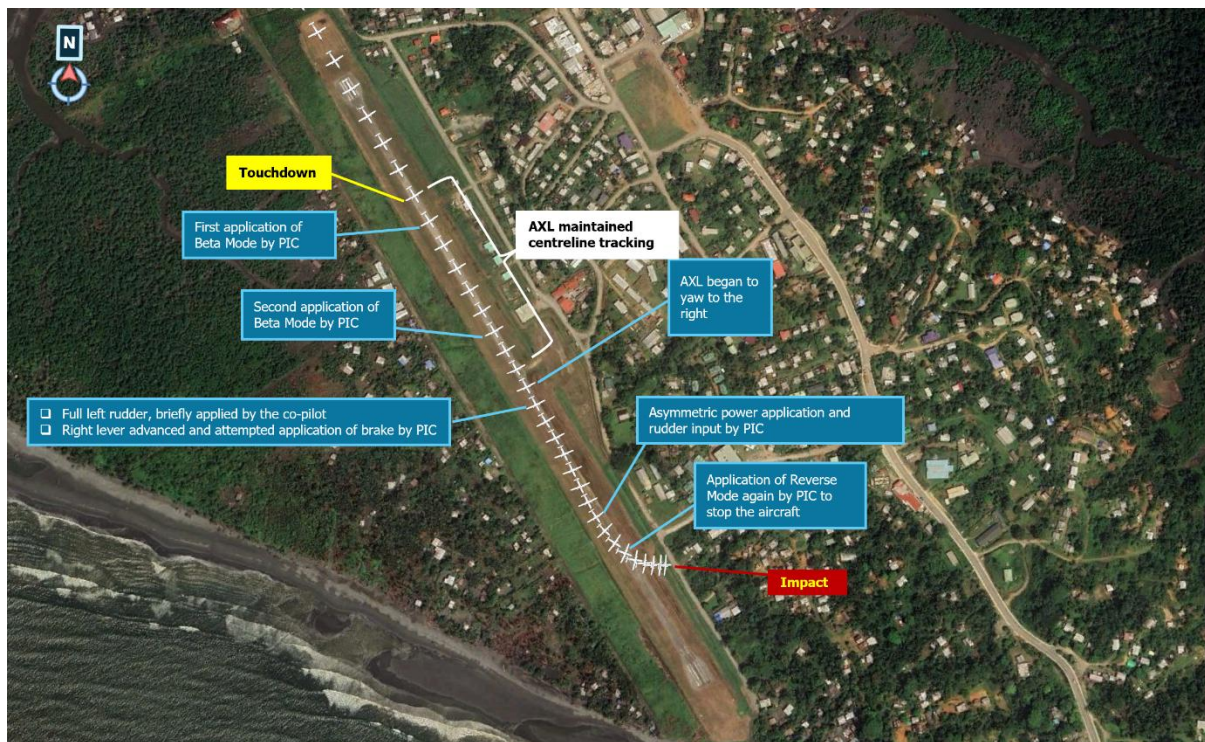 N
Touchdown
First application of
Beta Mode by PIC
AXL maintained
centreline tracking
AXL began to
yaw to the
right
Second application of
Beta Mode by PIC
❑ Full left rudder, briefly applied by the co-pilot
❑ Right lever advanced and attempted application of brake by PIC
Asymmetric power application and
rudder input by PIC
Application of Reverse
Mode again by PIC to
stop the aircraft
Impact